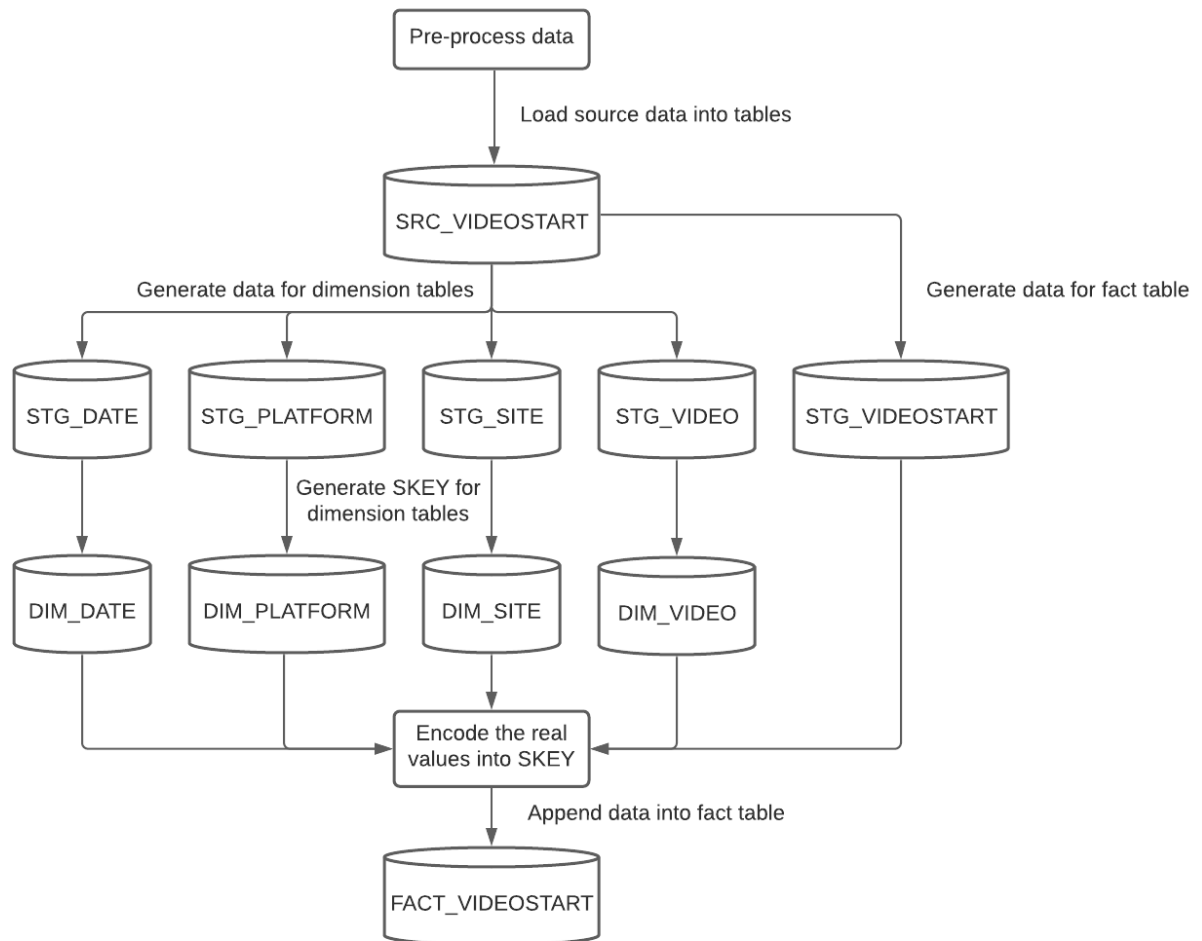 Pre-process data
Load source data into tables
SRC_VIDEOSTART
Generate data for dimension tables
Generate data for fact table
STG_DATE
STG_PLATFORM
STG_SITE
STG_VIDEO
STG_VIDEOSTART
Generate SKEY for
dimension tables
DIM_DATE
DIM_PLATFORM
DIM_SITE
DIM_VIDEO
Encode the real
values into SKEY
Append data into fact table
FACT_VIDEOSTART